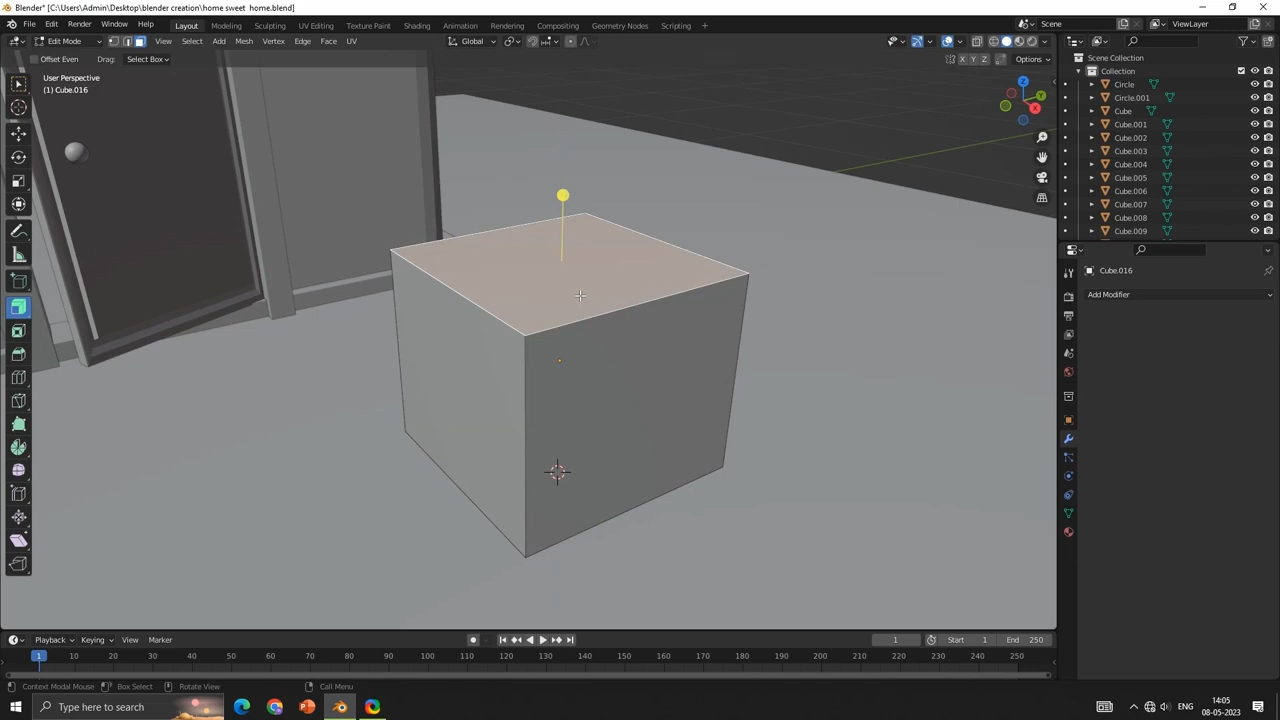 Blender* [C:\Users\Admin\Desktop\blender creation\home sweet  home.blend]
File Edit Render Window Help Layout Modeling Sculpting UV Editing Texture Paint Shading Animation Rendering Compositing Geometry Nodes Scripting + Scene ViewLayer
Edit Mode View Select Add Mesh Vertex Edge Face UV Global
Offset Even Drag: Select Box X Y Z Options
User Perspective
(1) Cube.016
Z
Y
X
Scene Collection
Collection
Circle
Circle.001
Cube
Cube.001
Cube.002
Cube.003
Cube.004
Cube.005
Cube.006
Cube.007
Cube.008
Cube.009
Cube.016
Add Modifier
Playback Keying View Marker 1 Start 1 End 250
1 10 20 30 40 50 60 70 80 90 100 110 120 130 140 150 160 170 180 190 200 210 220 230 240 250
Context Modal Mouse Box Select Rotate View Call Menu
Type here to search
ENG
14:05
08-05-2023